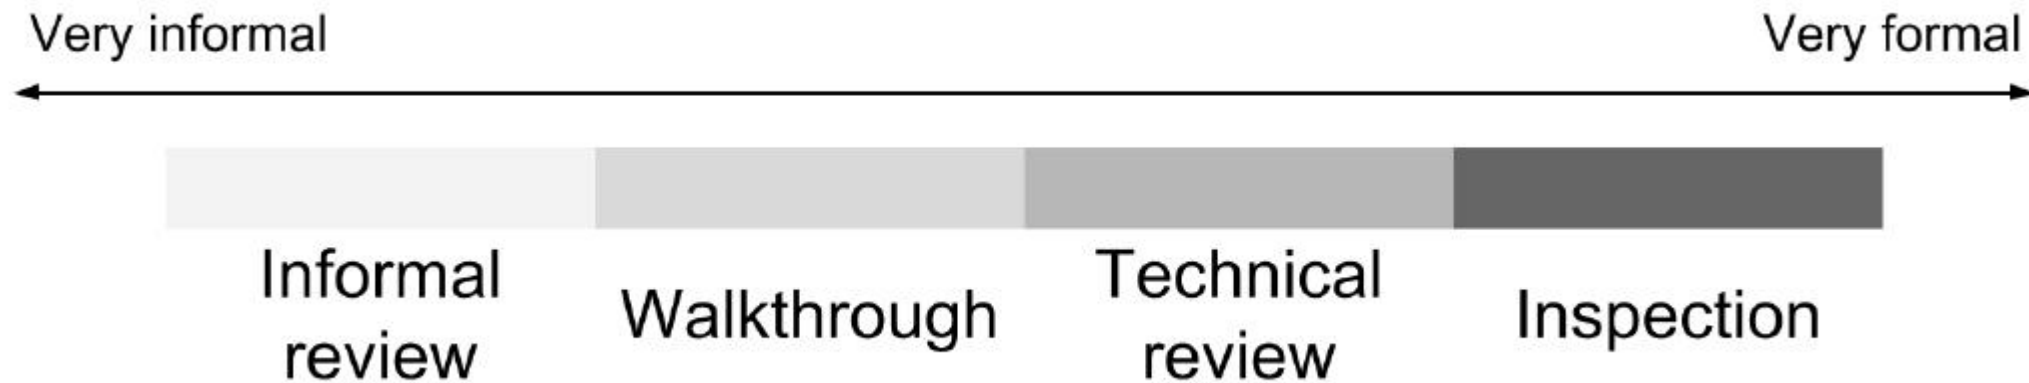 Very informal
Very formal
Informal
review
Walkthrough
Technical
review
Inspection